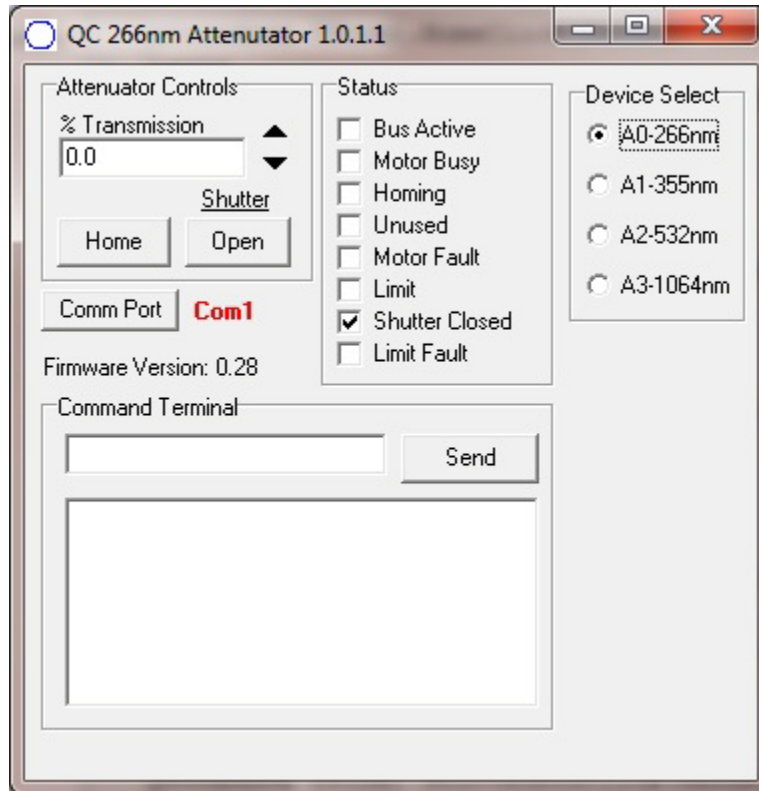 QC 266nm Attenutator 1.0.1.1
Attenuator Controls
% Transmission
0.0
Shutter
Home
Open
Comm Port
Com1
Firmware Version: 0.28
Status
Bus Active
Motor Busy
Homing
Unused
Motor Fault
Limit
Shutter Closed
Limit Fault
Device Select
A0-266nm
A1-355nm
A2-532nm
A3-1064nm
Command Terminal
Send